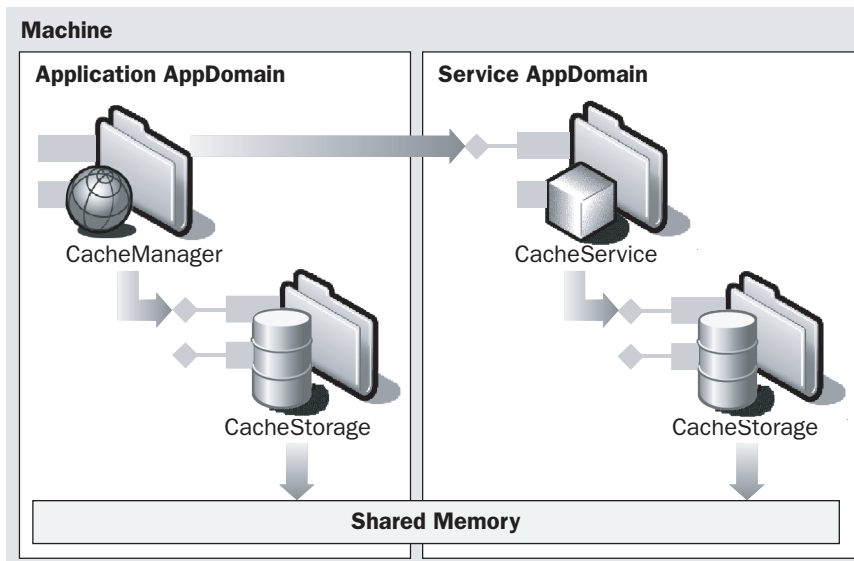 Machine
Application AppDomain
Service AppDomain
CacheManager
CacheService
CacheStorage
CacheStorage
Shared Memory